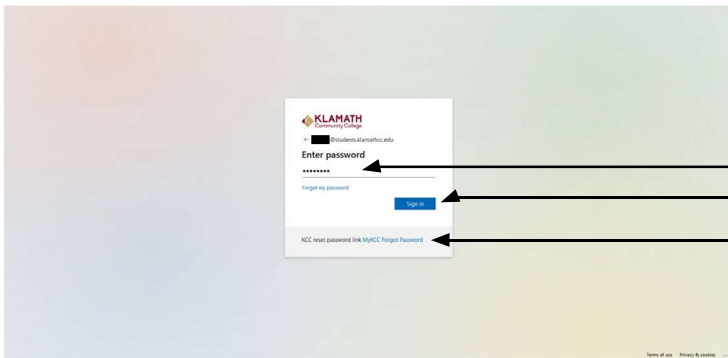 KLAMATH
Community College
← @students.klamathcc.edu
Enter password
••••••••
Forgot my password
Sign in
KCC reset password link MyKCC Forgot Password
Terms of use Privacy & cookies ...